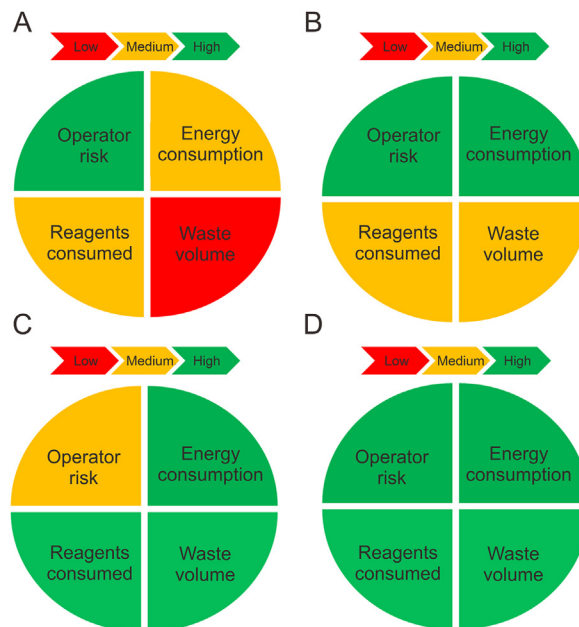 A
B
Low Medium High
Low Medium High
Operator
risk
Energy
consumption
Operator
risk
Energy
consumption
Reagents
consumed
Waste
volume
Reagents
consumed
Waste
volume
C
D
Low Medium High
Low Medium High
Operator
risk
Energy
consumption
Operator
risk
Energy
consumption
Reagents
consumed
Waste
volume
Reagents
consumed
Waste
volume